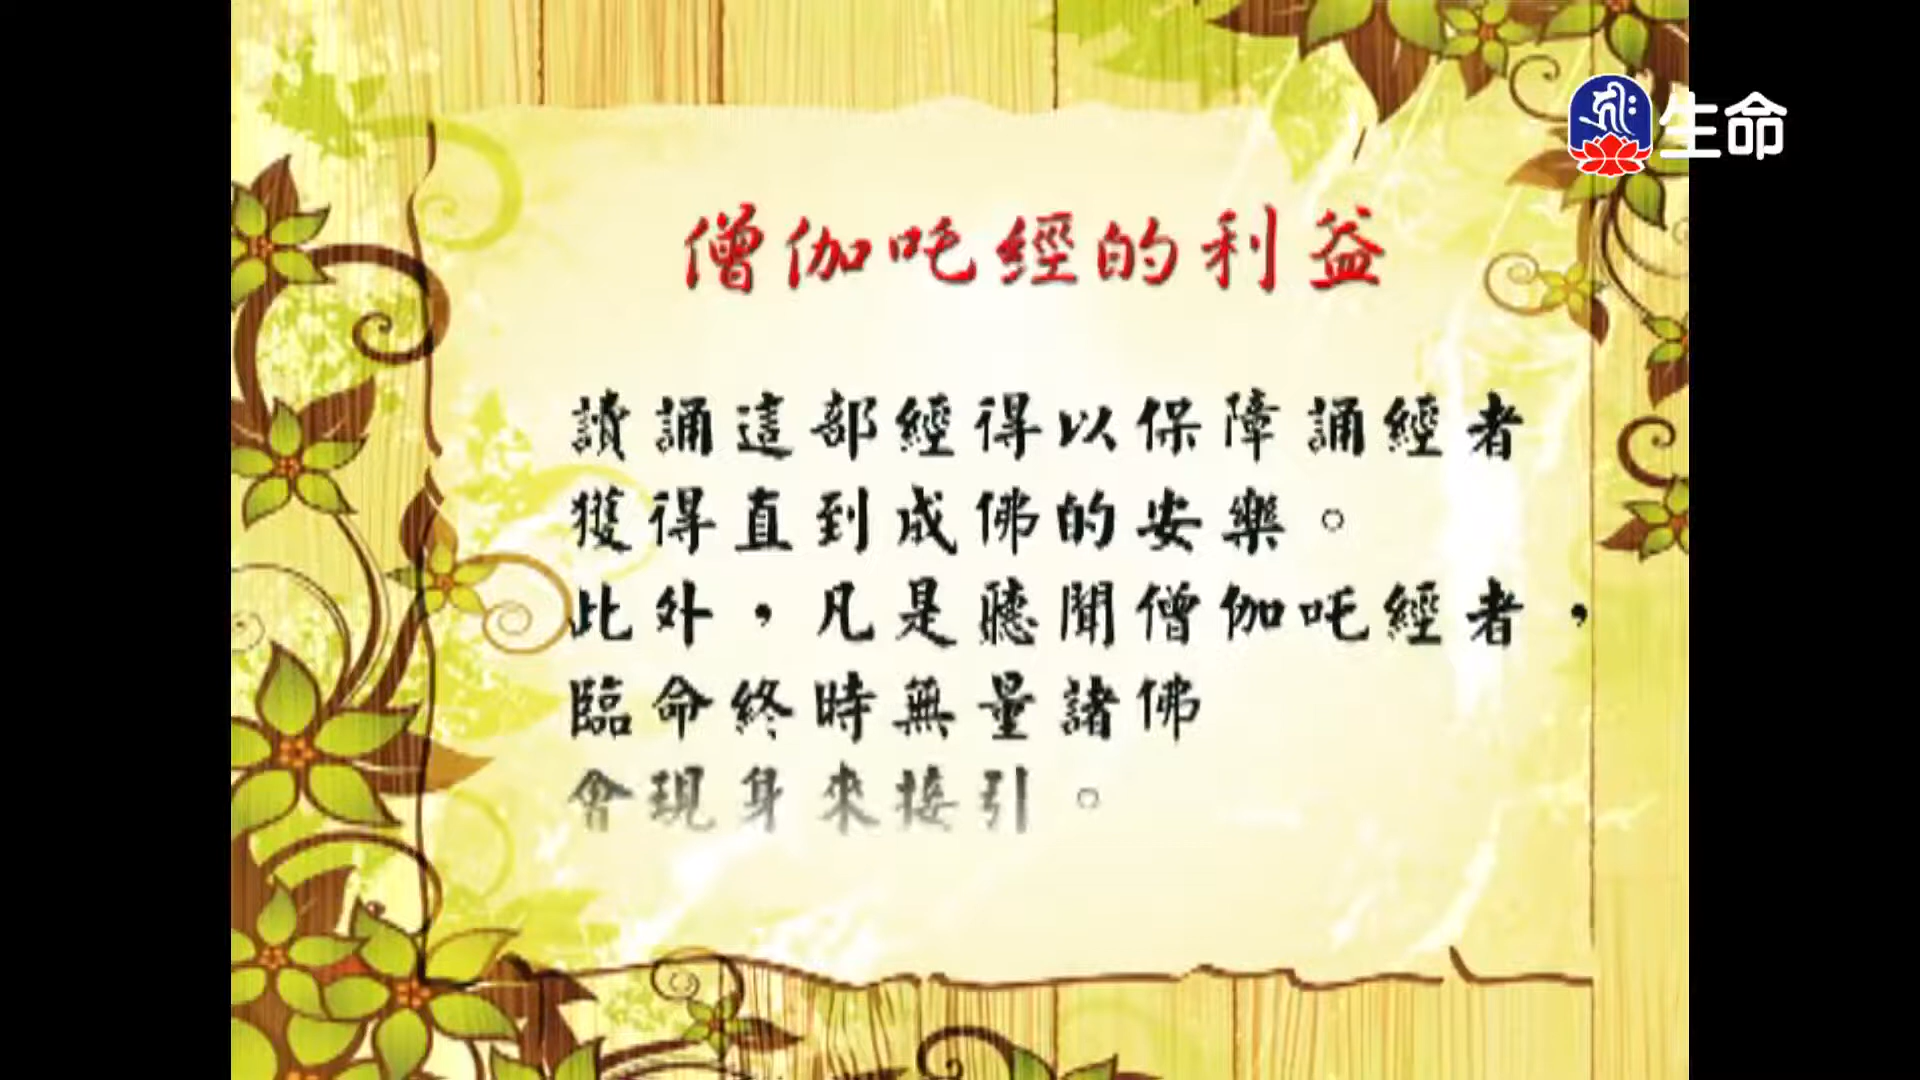 生命
僧伽吒經的利益
讀誦這部經得以保障誦經者
獲得直到成佛的安樂。
此外，凡是聽聞僧伽吒經者，
臨命終時無量諸佛
會現身來接引。